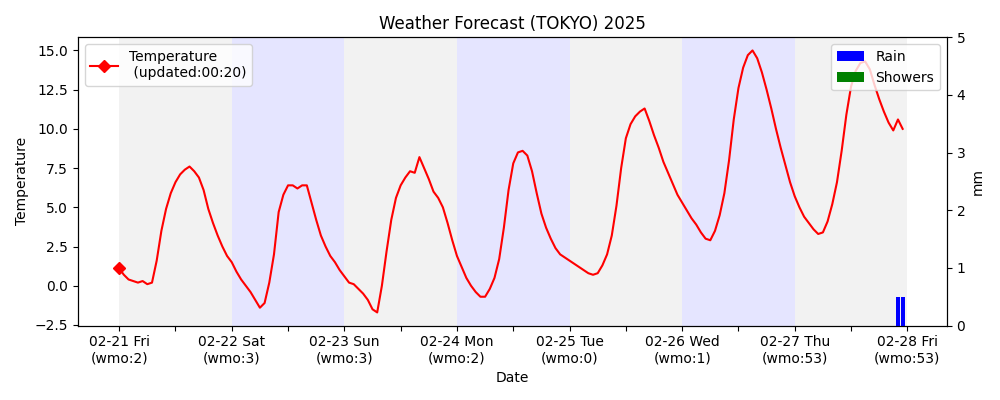 Weather Forecast (TOKYO) 2025
Temperature
(updated:00:20)
Rain
Showers
Temperature
15.0
12.5
10.0
7.5
5.0
2.5
0.0
−2.5
5
4
3
2
1
0
mm
02-21 Fri 02-22 Sat 02-23 Sun 02-24 Mon 02-25 Tue 02-26 Wed 02-27 Thu 02-28 Fri
(wmo:2) (wmo:3) (wmo:3) (wmo:2) (wmo:0) (wmo:1) (wmo:53) (wmo:53)
Date